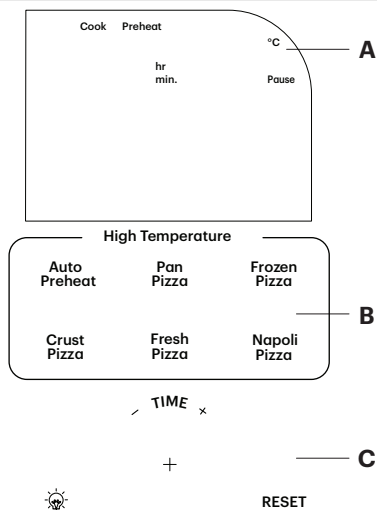 Cook Preheat
°C
A
hr
min.
Pause
High Temperature
Auto
Preheat
Pan
Pizza
Frozen
Pizza
B
Crust
Pizza
Fresh
Pizza
Napoli
Pizza
- TIME +
+
C
RESET